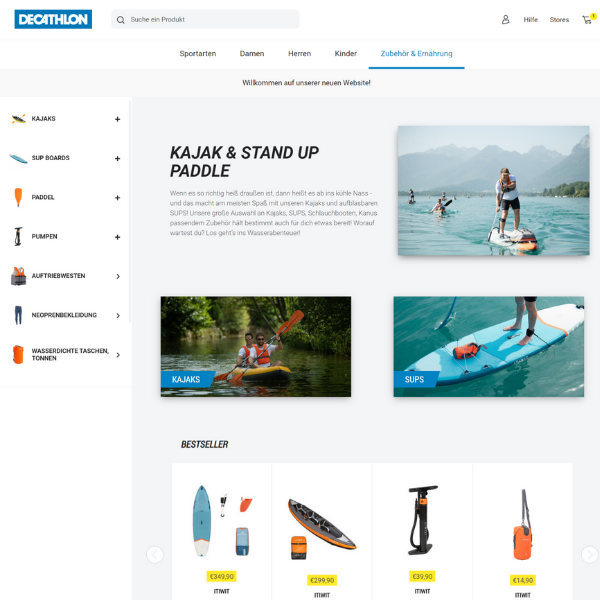 DECATHLON
Suche ein Produkt
Hilfe
Stores
1
Sportarten
Damen
Herren
Kinder
Zubehör & Ernährung
Willkommen auf unserer neuen Website!
KAJAKS
SUP BOARDS
PADDEL
PUMPEN
AUFTRIEBWESTEN
NEOPRENBEKLEIDUNG
WASSERDICHTE TASCHEN,
TONNEN
KAJAK & STAND UP
PADDLE
Wenn es so richtig heiß draußen ist, dann heißt es ab ins kühle Nass -
und das macht am meisten Spaß mit unseren Kajaks und aufblasbaren
SUPS! Unsere große Auswahl an Kajaks, SUPS, Schlauchbooten, Kanus
passendem Zubehör hält bestimmt auch für dich etwas bereit! Worauf
wartest du? Los geht's ins Wasserabenteuer!
KAJAKS
SUPS
BESTSELLER
€349,90
€299,90
€39,90
€14,90
ITIWIT
ITIWIT
ITIWIT
ITIWIT